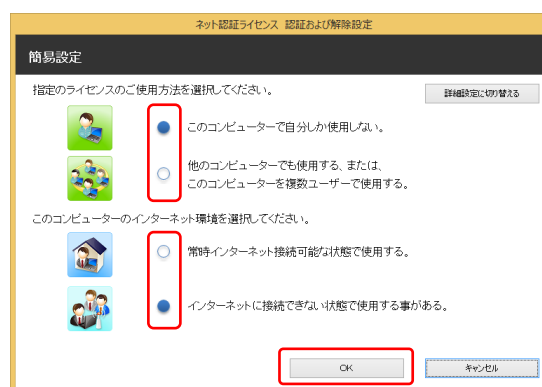 ネット認証ライセンス 認証および解除設定
簡易設定
指定のライセンスのご使用方法を選択してください。
詳細設定に切り替える
このコンピューターで自分しか使用しない。
他のコンピューターでも使用する、または、
このコンピューターを複数ユーザーで使用する。
このコンピューターのインターネット環境を選択してください。
常時インターネット接続可能な状態で使用する。
インターネットに接続できない状態で使用する事がある。
OK
キャンセル